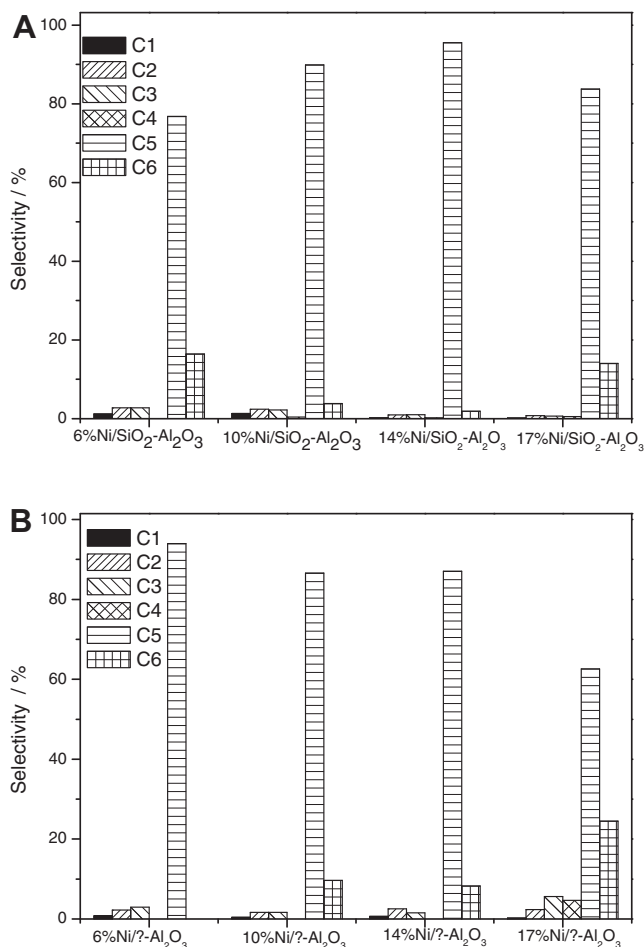 A
100
80
60
40
20
0
Selectivity / %
C1
C2
C3
C4
C5
C6
6%Ni/SiO₂-Al₂O₃ 10%Ni/SiO₂-Al₂O₃ 14%Ni/SiO₂-Al₂O₃ 17%Ni/SiO₂-Al₂O₃
B
100
80
60
40
20
0
Selectivity / %
C1
C2
C3
C4
C5
C6
6%Ni/?-Al₂O₃ 10%Ni/?-Al₂O₃ 14%Ni/?-Al₂O₃ 17%Ni/?-Al₂O₃